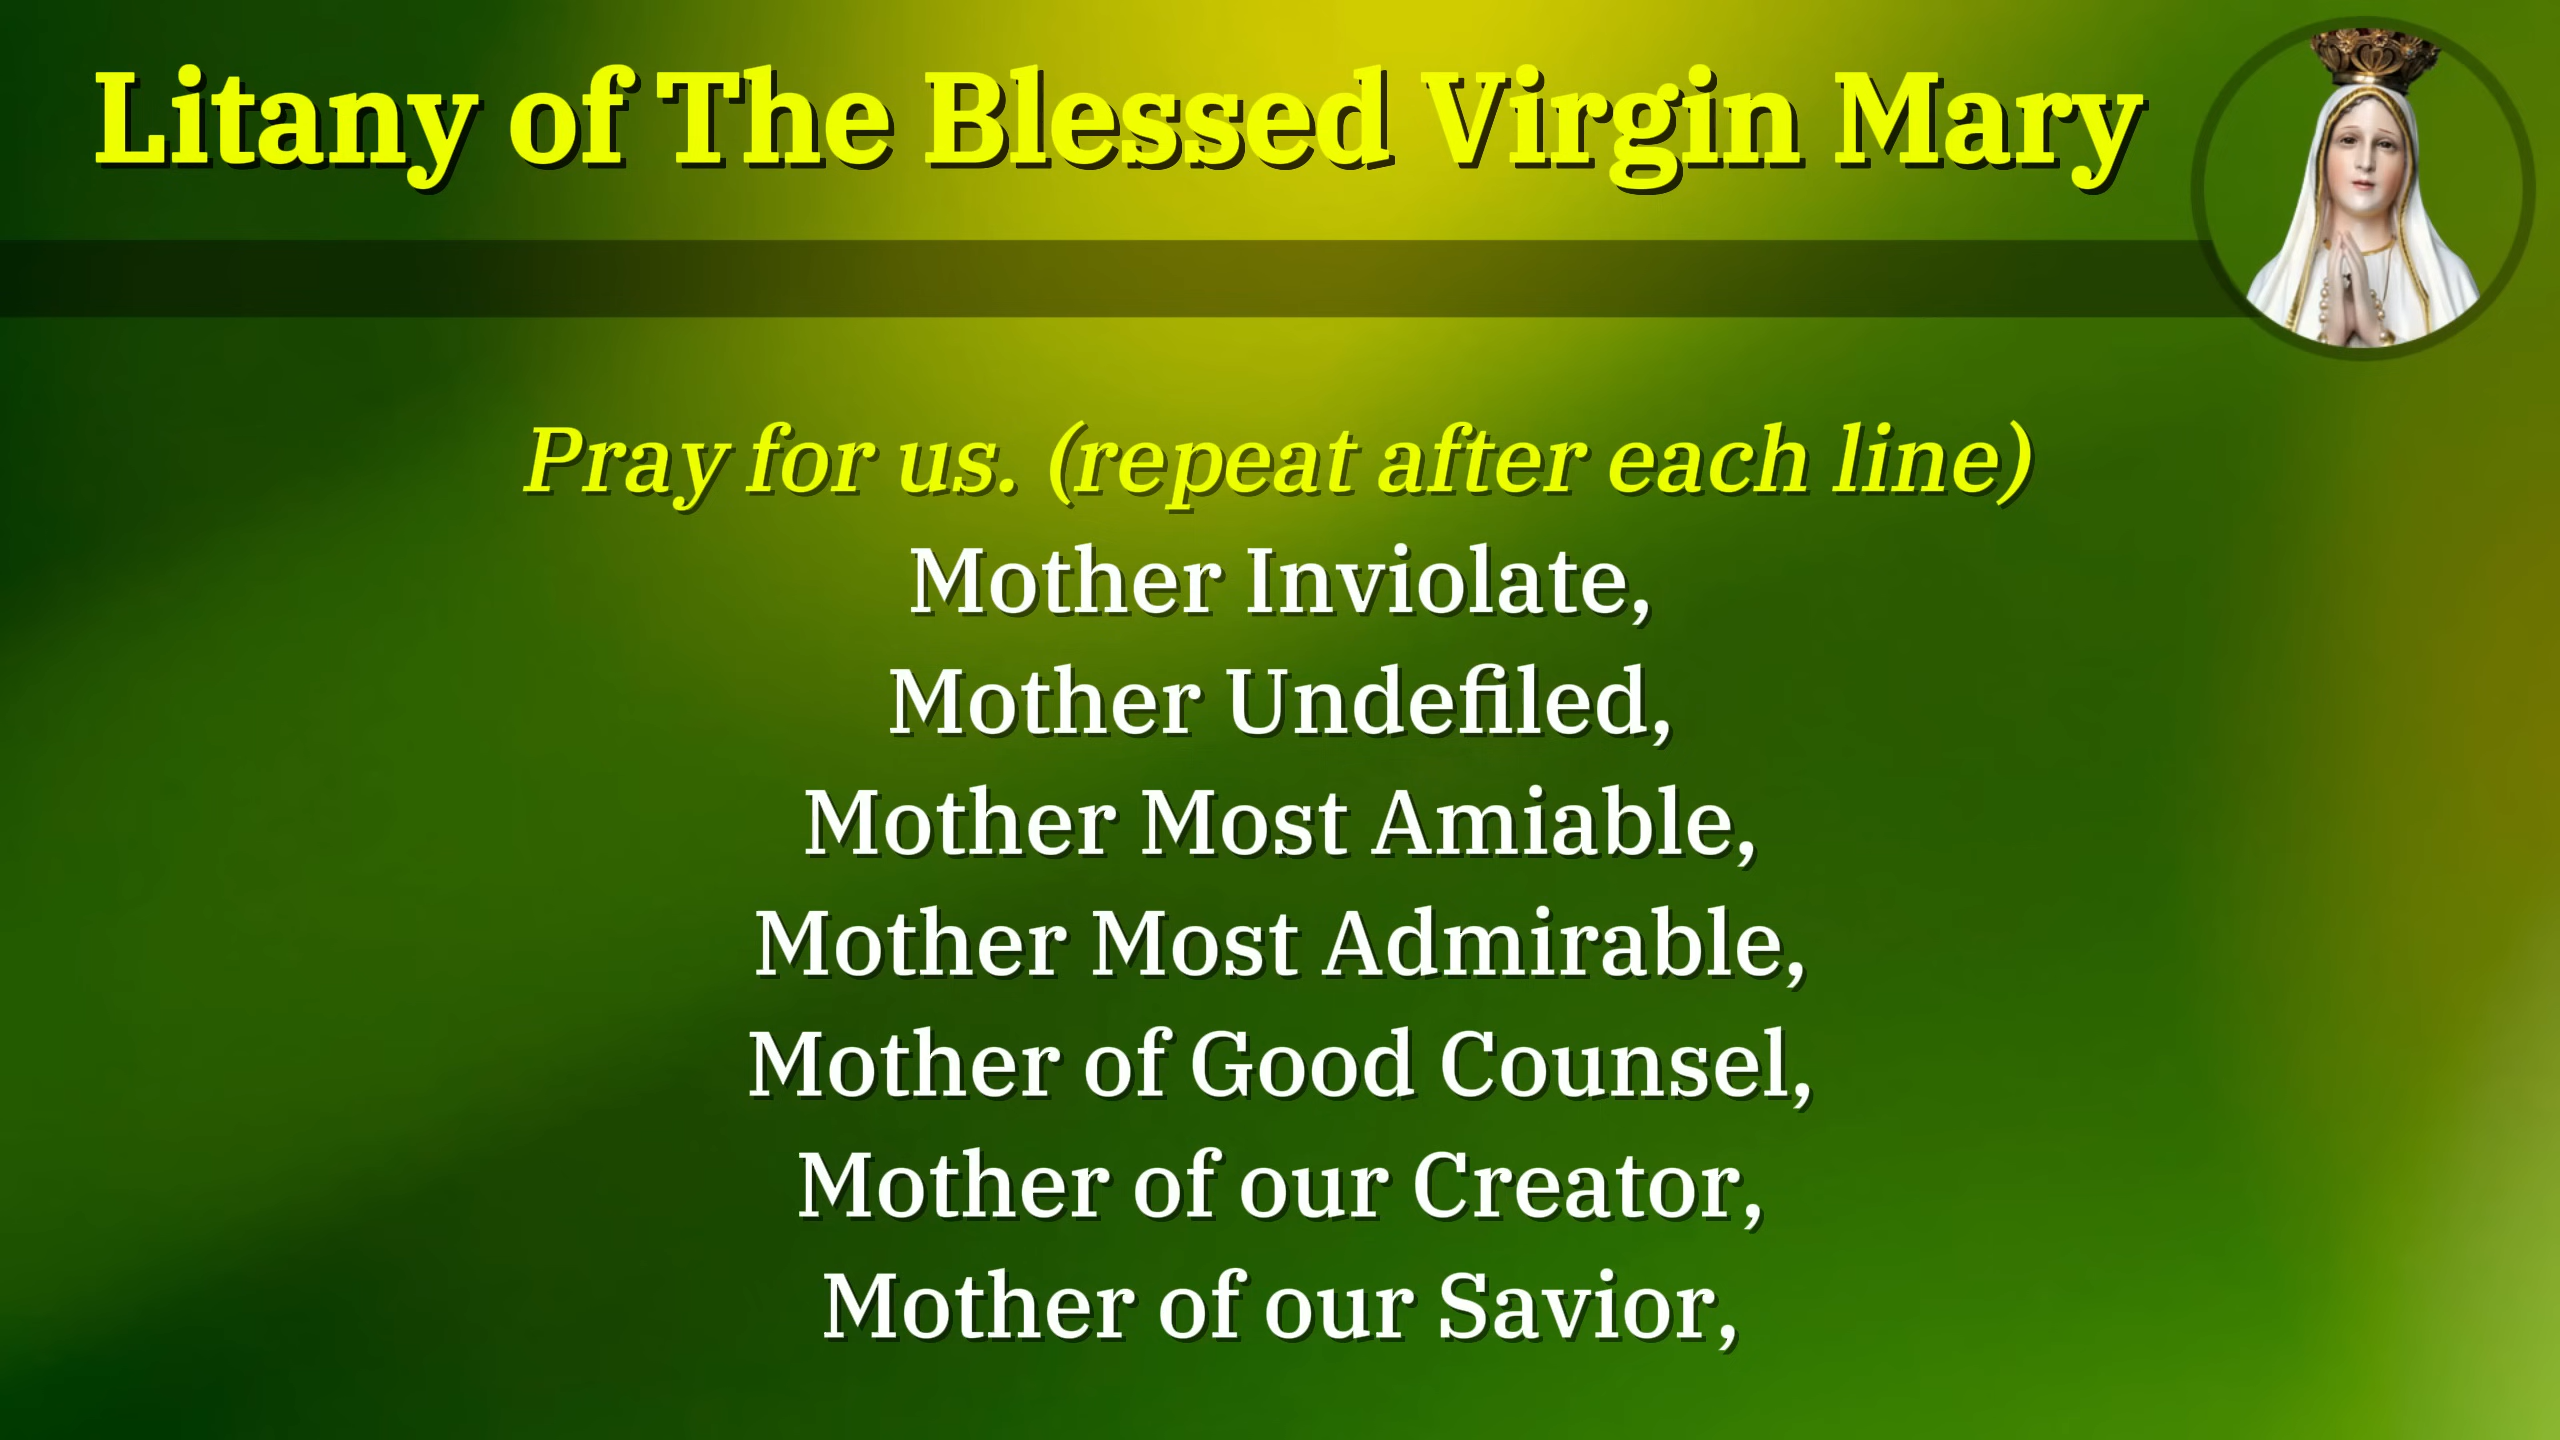 Litany of The Blessed Virgin Mary
Pray for us. (repeat after each line)
Mother Inviolate,
Mother Undefiled,
Mother Most Amiable,
Mother Most Admirable,
Mother of Good Counsel,
Mother of our Creator,
Mother of our Savior,